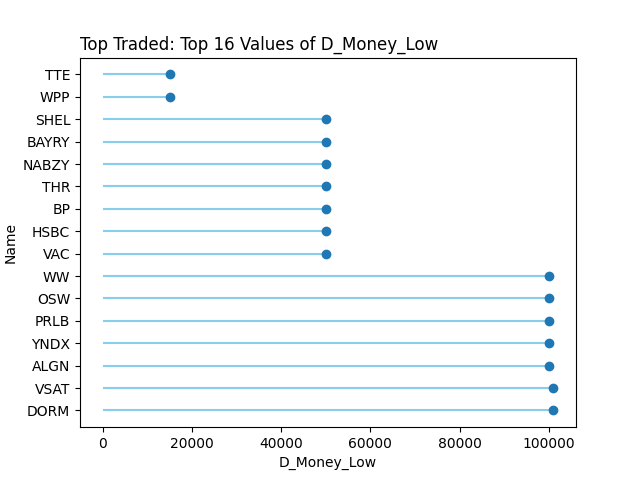 Top Traded: Top 16 Values of D_Money_Low
TTE
WPP
SHEL
BAYRY
NABZY
THR
BP
HSBC
VAC
WW
OSW
PRLB
YNDX
ALGN
VSAT
DORM
Name
0 20000 40000 60000 80000 100000
D_Money_Low